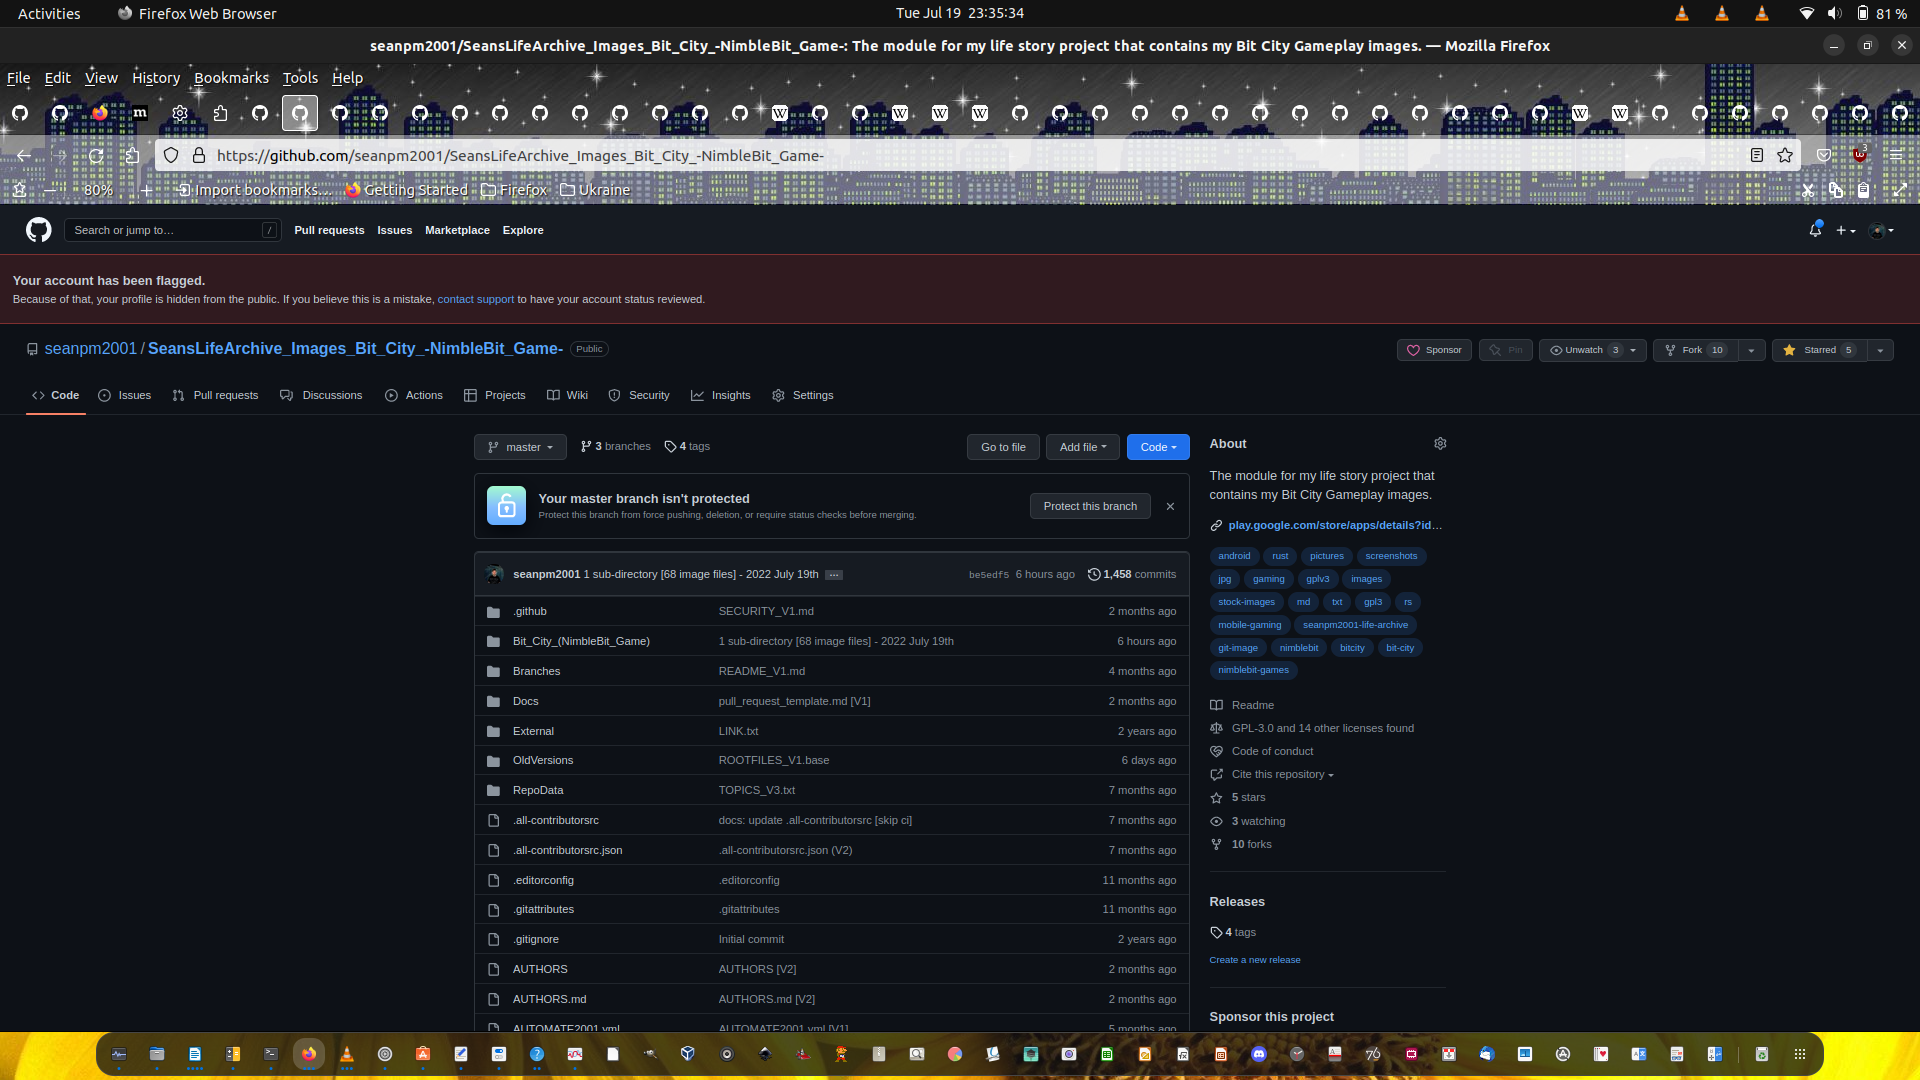 Activities
Firefox Web Browser
Tue Jul 19 23:35:34
81 %
seanpm2001/SeansLifeArchive_Images_Bit_City_-NimbleBit_Game-: The module for my life story project that contains my Bit City Gameplay images. — Mozilla Firefox
File Edit View History Bookmarks Tools Help
https://github.com/seanpm2001/SeansLifeArchive_Images_Bit_City_-NimbleBit_Game-
3
80%
Import bookmarks... Getting Started Firefox Ukraine
Search or jump to... /
Pull requests Issues Marketplace Explore
Your account has been flagged.
Because of that, your profile is hidden from the public. If you believe this is a mistake, contact support to have your account status reviewed.
seanpm2001 / SeansLifeArchive_Images_Bit_City_-NimbleBit_Game- Public
Sponsor Pin Unwatch 3 Fork 10 Starred 5
Code Issues Pull requests Discussions Actions Projects Wiki Security Insights Settings
master 3 branches 4 tags Go to file Add file Code
Your master branch isn't protected
Protect this branch from force pushing, deletion, or require status checks before merging.
Protect this branch
seanpm2001 1 sub-directory [68 image files] - 2022 July 19th ... be5edf5 6 hours ago 1,458 commits
.github SECURITY_V1.md 2 months ago
Bit_City_(NimbleBit_Game) 1 sub-directory [68 image files] - 2022 July 19th 6 hours ago
Branches README_V1.md 4 months ago
Docs pull_request_template.md [V1] 2 months ago
External LINK.txt 2 years ago
OldVersions ROOTFILES_V1.base 6 days ago
RepoData TOPICS_V3.txt 7 months ago
.all-contributorsrc docs: update .all-contributorsrc [skip ci] 7 months ago
.all-contributorsrc.json .all-contributorsrc.json (V2) 7 months ago
.editorconfig .editorconfig 11 months ago
.gitattributes .gitattributes 11 months ago
.gitignore Initial commit 2 years ago
AUTHORS AUTHORS [V2] 2 months ago
AUTHORS.md AUTHORS.md [V2] 2 months ago
AUTOMATE2001.yml AUTOMATE2001.yml [V1] 5 months ago
About
The module for my life story project that
contains my Bit City Gameplay images.
play.google.com/store/apps/details?id...
android rust pictures screenshots
jpg gaming gplv3 images
stock-images md txt gpl3 rs
mobile-gaming seanpm2001-life-archive
git-image nimblebit bitcity bit-city
nimblebit-games
Readme
GPL-3.0 and 14 other licenses found
Code of conduct
Cite this repository
5 stars
3 watching
10 forks
Releases
4 tags
Create a new release
Sponsor this project